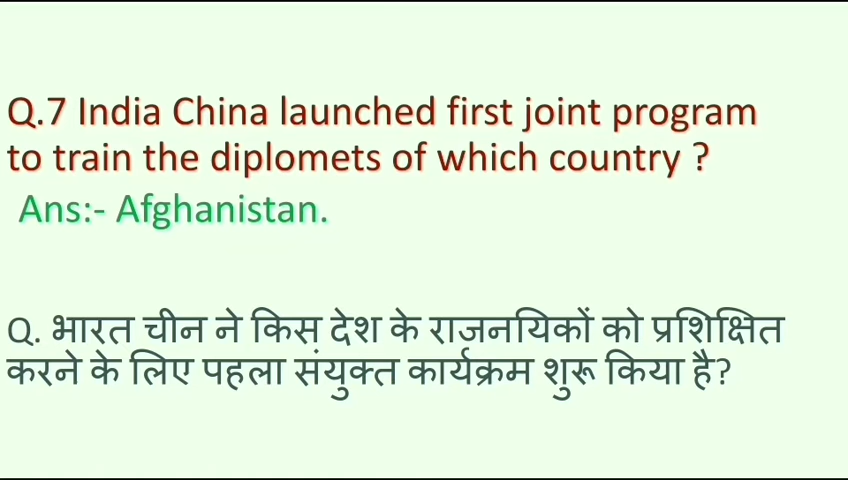 Q.7 India China launched first joint program
to train the diplomets of which country ?
Ans:- Afghanistan.
Q. भारत चीन ने किस देश के राजनयिकों को प्रशिक्षित
करने के लिए पहला संयुक्त कार्यक्रम शुरू किया है?